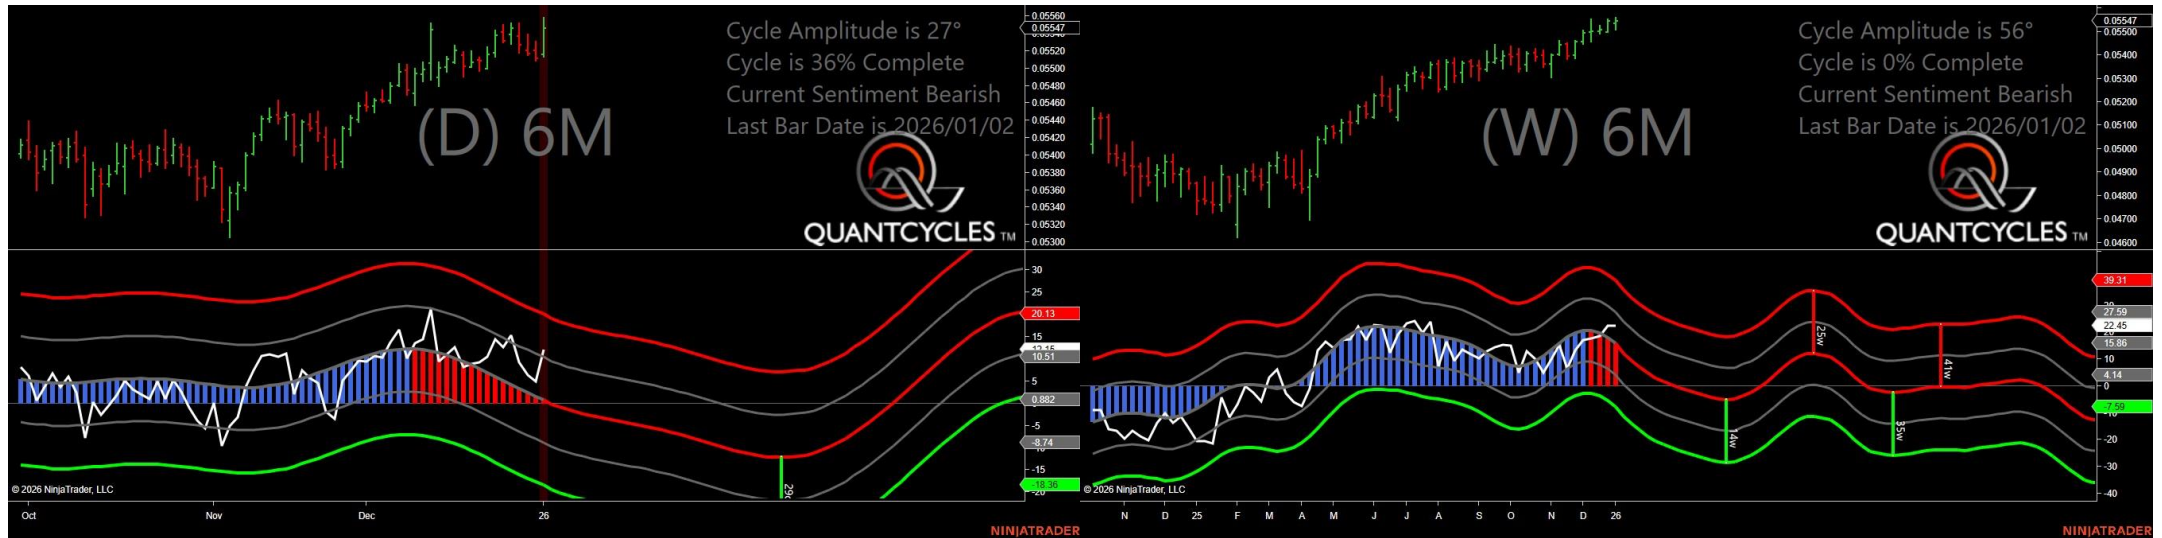 Cycle Amplitude is 27°
Cycle is 36% Complete
Current Sentiment Bearish
Last Bar Date is 2026/01/02
(D) 6M
QUANTCYCLES TM
0.05560
0.05547
0.05520
0.05500
0.05480
0.05460
0.05440
0.05420
0.05400
0.05380
0.05360
0.05340
0.05320
0.05300
30
25
20.13
15
10.51
5
0.882
-5
-8.74
-15
-18.36
-20
© 2026 NinjaTrader, LLC
Oct Nov Dec 26
NINJATRADER
Cycle Amplitude is 56°
Cycle is 0% Complete
Current Sentiment Bearish
Last Bar Date is 2026/01/02
(W) 6M
QUANTCYCLES TM
0.05547
0.05500
0.05400
0.05300
0.05200
0.05100
0.05000
0.04900
0.04800
0.04700
0.04600
25w
41w
14w
35w
39.31
27.59
22.45
15.86
10
4.14
0
-7.59
-20
-30
-40
© 2026 NinjaTrader, LLC
N D 25 F M A M J J A S O N D 26
NINJATRADER